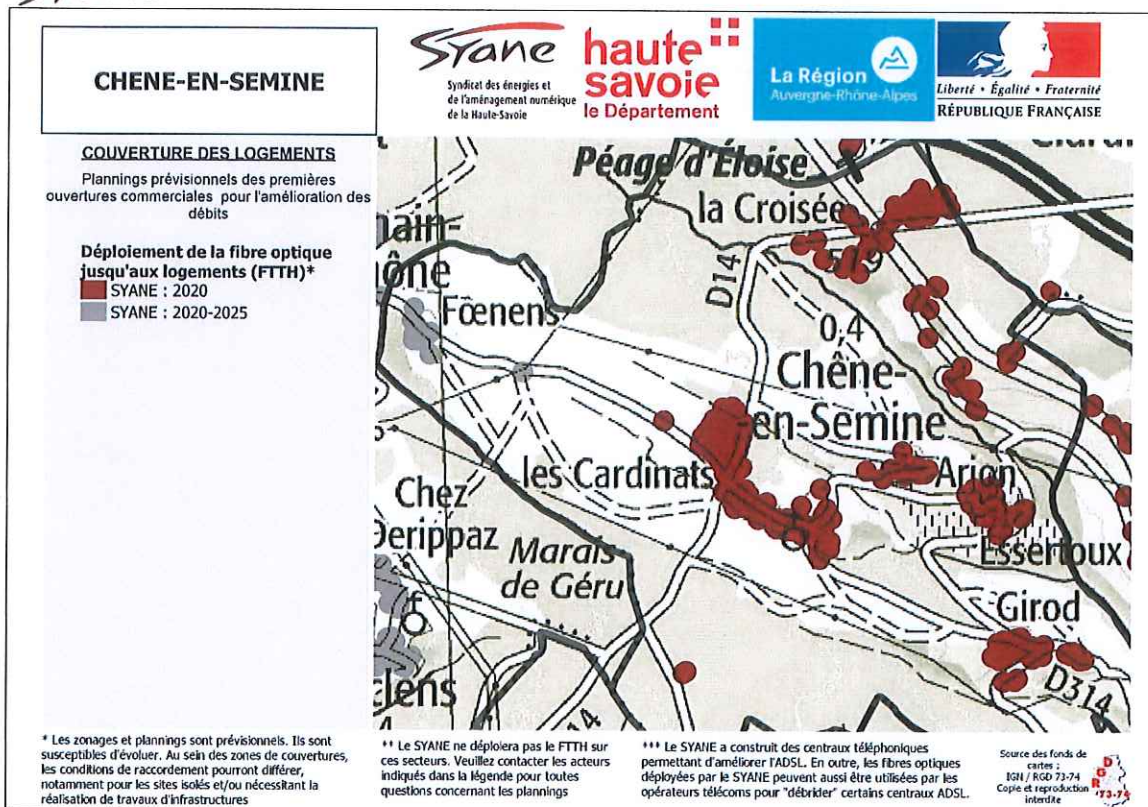 CHENE-EN-SEMINE
Syane
Syndicat des énergies et
de l'aménagement numérique
de la Haute-Savoie
haute
savoie
le Département
La Région
Auvergne-Rhône-Alpes
Liberté • Égalité • Fraternité
RÉPUBLIQUE FRANÇAISE
COUVERTURE DES LOGEMENTS
Plannings prévisionnels des premières
ouvertures commerciales pour l'amélioration des
débits
Déploiement de la fibre optique
jusqu'aux logements (FTTH)*
SYANE : 2020
SYANE : 2020-2025
Péage d'Éloise
la Croisée
main-
ône
D14
Fœnens
0,4
Chêne-
en-Semine
les Cardinats
Arion
Chez
Derippaz
Marais
de Géru
Essertoux
Girod
clens
D314
* Les zonages et plannings sont prévisionnels. Ils sont
susceptibles d'évoluer. Au sein des zones de couvertures,
les conditions de raccordement pourront différer,
notamment pour les sites isolés et/ou nécessitant la
réalisation de travaux d'infrastructures
** Le SYANE ne déploiera pas le FTTH sur
ces secteurs. Veuillez contacter les acteurs
indiqués dans la légende pour toutes
questions concernant les plannings
*** Le SYANE a construit des centraux téléphoniques
permettant d'améliorer l'ADSL. En outre, les fibres optiques
déployées par le SYANE peuvent aussi être utilisées par les
opérateurs télécoms pour "débrider" certains centraux ADSL.
Source des fonds de
cartes :
IGN / RGD 73-74
Copie et reproduction
interdite
RGD
73-74